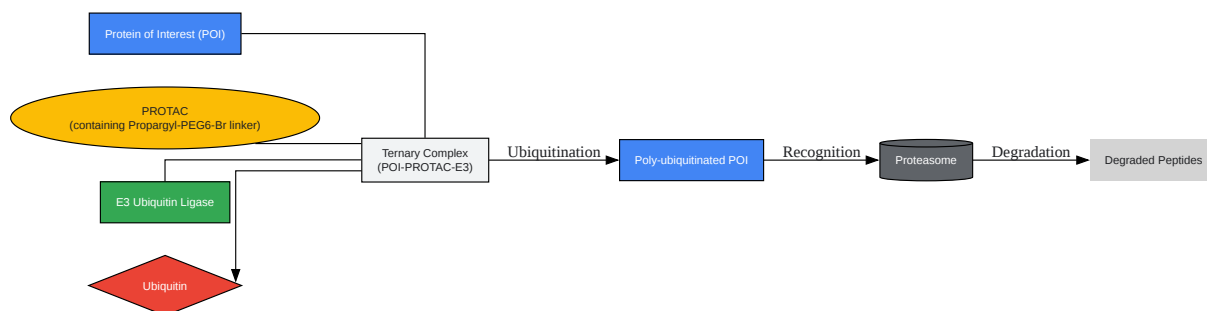 Protein of Interest (POI)
PROTAC
(containing Propargyl-PEG6-Br linker)
Ternary Complex
(POI-PROTAC-E3)
Ubiquitination
Poly-ubiquitinated POI
Recognition
Proteasome
Degradation
Degraded Peptides
E3 Ubiquitin Ligase
Ubiquitin